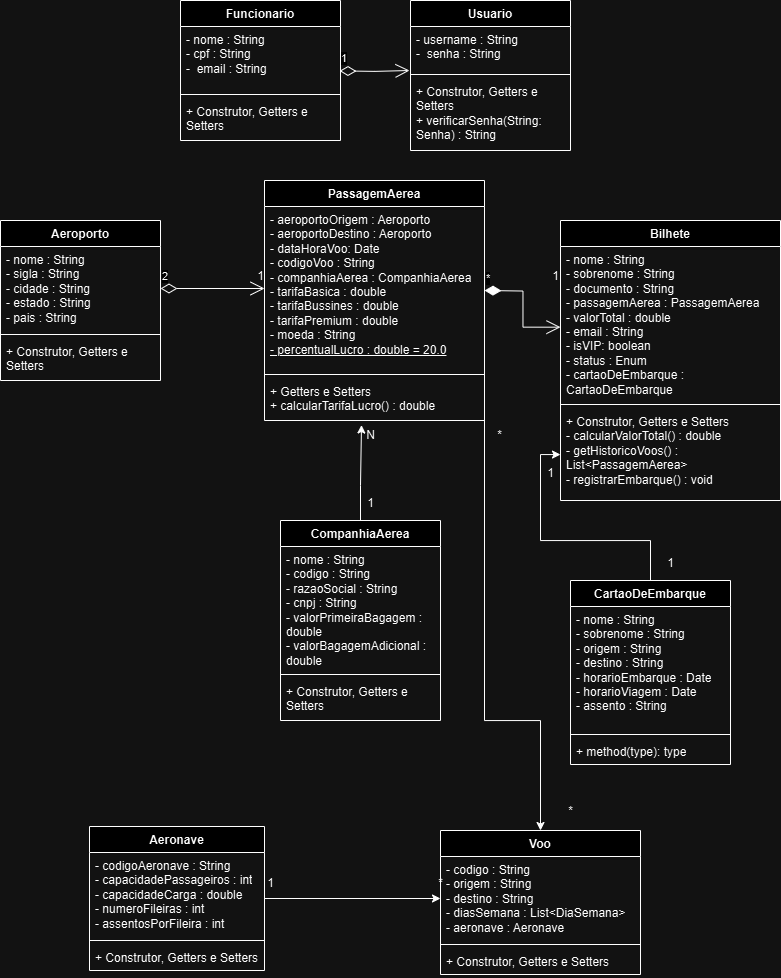 Funcionario
- nome : String
- cpf : String
- email : String
+ Construtor, Getters e
Setters
1
Usuario
- username : String
- senha : String
+ Construtor, Getters e
Setters
+ verificarSenha(String:
Senha) : String
Aeroporto
- nome : String
- sigla : String
- cidade : String
- estado : String
- pais : String
+ Construtor, Getters e
Setters
2
1
PassagemAerea
- aeroportoOrigem : Aeroporto
- aeroportoDestino : Aeroporto
- dataHoraVoo: Date
- codigoVoo : String
- companhiaAerea : CompanhiaAerea
- tarifaBasica : double
- tarifaBussines : double
- tarifaPremium : double
- moeda : String
- percentualLucro : double = 20.0
+ Getters e Setters
+ calcularTarifaLucro() : double
*
1
Bilhete
- nome : String
- sobrenome : String
- documento : String
- passagemAerea : PassagemAerea
- valorTotal : double
- email : String
- isVIP: boolean
- status : Enum
- cartaoDeEmbarque :
CartaoDeEmbarque
+ Construtor, Getters e Setters
- calcularValorTotal() : double
- getHistoricoVoos() :
List<PassagemAerea>
- registrarEmbarque() : void
N
*
1
1
1
CompanhiaAerea
- nome : String
- codigo : String
- razaoSocial : String
- cnpj : String
- valorPrimeiraBagagem :
double
- valorBagagemAdicional :
double
+ Construtor, Getters e
Setters
CartaoDeEmbarque
- nome : String
- sobrenome : String
- origem : String
- destino : String
- horarioEmbarque : Date
- horarioViagem : Date
- assento : String
+ method(type): type
*
Aeronave
- codigoAeronave : String
- capacidadePassageiros : int
- capacidadeCarga : double
- numeroFileiras : int
- assentosPorFileira : int
+ Construtor, Getters e Setters
1
*
Voo
- codigo : String
- origem : String
- destino : String
- diasSemana : List<DiaSemana>
- aeronave : Aeronave
+ Construtor, Getters e Setters